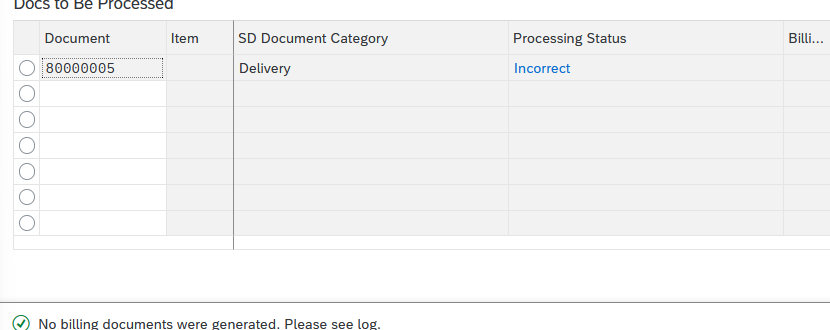 Docs to Be Processed
Document Item SD Document Category Processing Status Billi...
80000005 Delivery Incorrect
No billing documents were generated. Please see log.